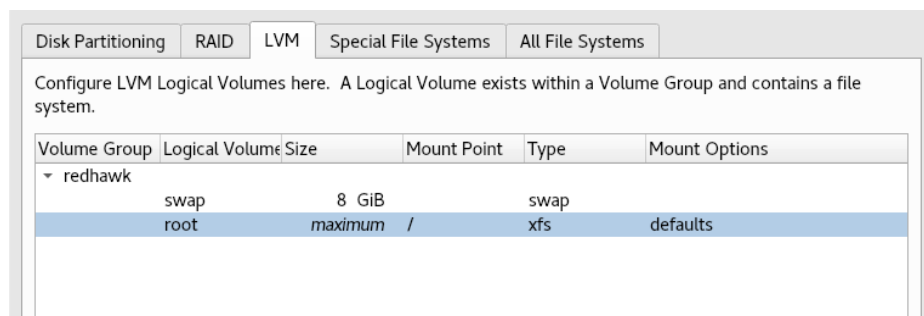 Disk Partitioning RAID LVM Special File Systems All File Systems
Configure LVM Logical Volumes here. A Logical Volume exists within a Volume Group and contains a file
system.
Volume Group Logical Volume Size Mount Point Type Mount Options
redhawk
swap 8 GiB swap
root maximum / xfs defaults